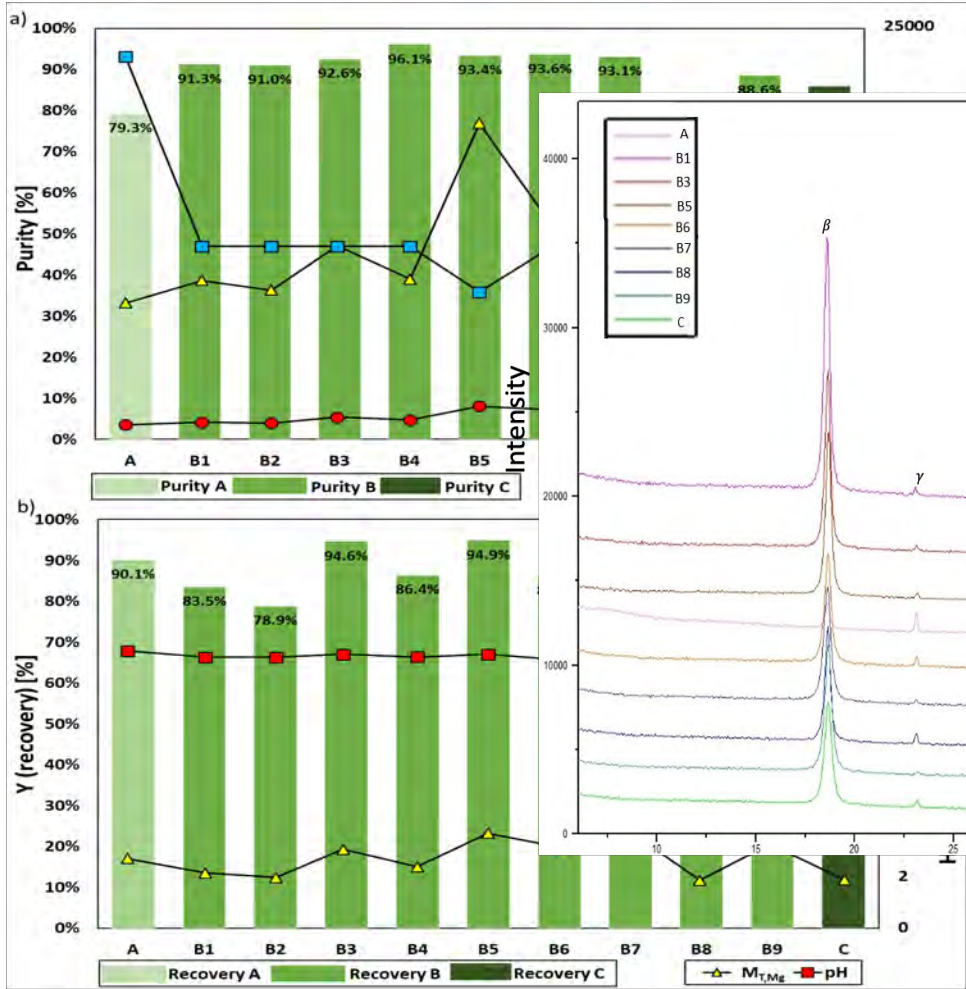 a)
100%
90%
80%
70%
60%
50%
40%
30%
20%
10%
0%
Purity [%]
25000
79.3%
91.3%
91.0%
92.6%
96.1%
93.4%
93.6%
93.1%
88.6%
A B1 B2 B3 B4 B5
Purity A Purity B Purity C
A
B1
B3
B5
B6
B7
B8
B9
C
β
γ
Intensity
40000
30000
20000
10000
0
10 15 20 25
b)
100%
90%
80%
70%
60%
50%
40%
30%
20%
10%
0%
Y (recovery) [%]
90.1%
83.5%
78.9%
94.6%
86.4%
94.9%
2
0
A B1 B2 B3 B4 B5 B6 B7 B8 B9 C
Recovery A Recovery B Recovery C
MT,Mg pH